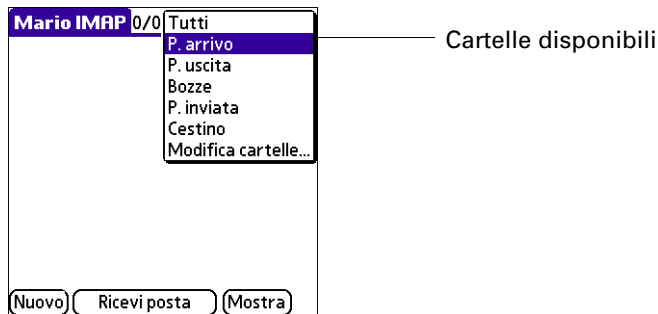 Mario IMAP 0/0 Tutti
P. arrivo
Cartelle disponibili
P. uscita
Bozze
P. inviata
Cestino
Modifica cartelle...
Nuovo Ricevi posta Mostra